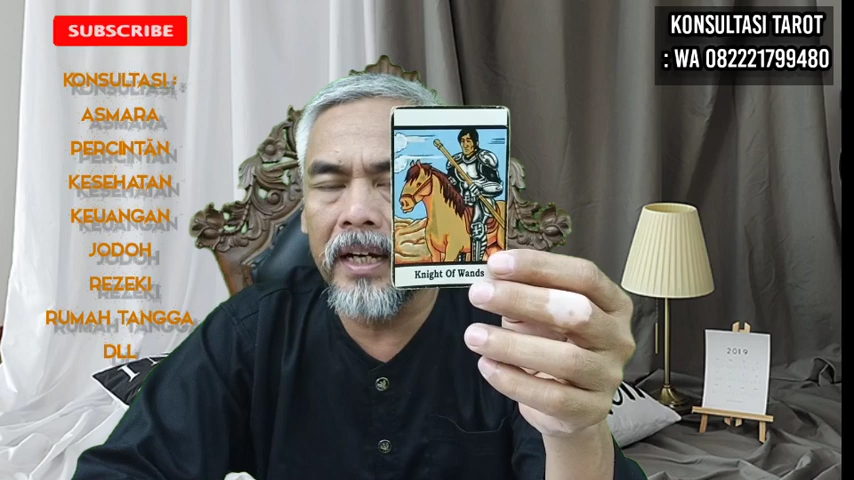 SUBSCRIBE
KONSULTASI :
ASMARA
PERCINTAN
KESEHATAN
KEUANGAN
JODOH
REZEKI
RUMAH TANGGA
DLL
KONSULTASI TAROT
: WA 082221799480
Knight Of Wands
2019